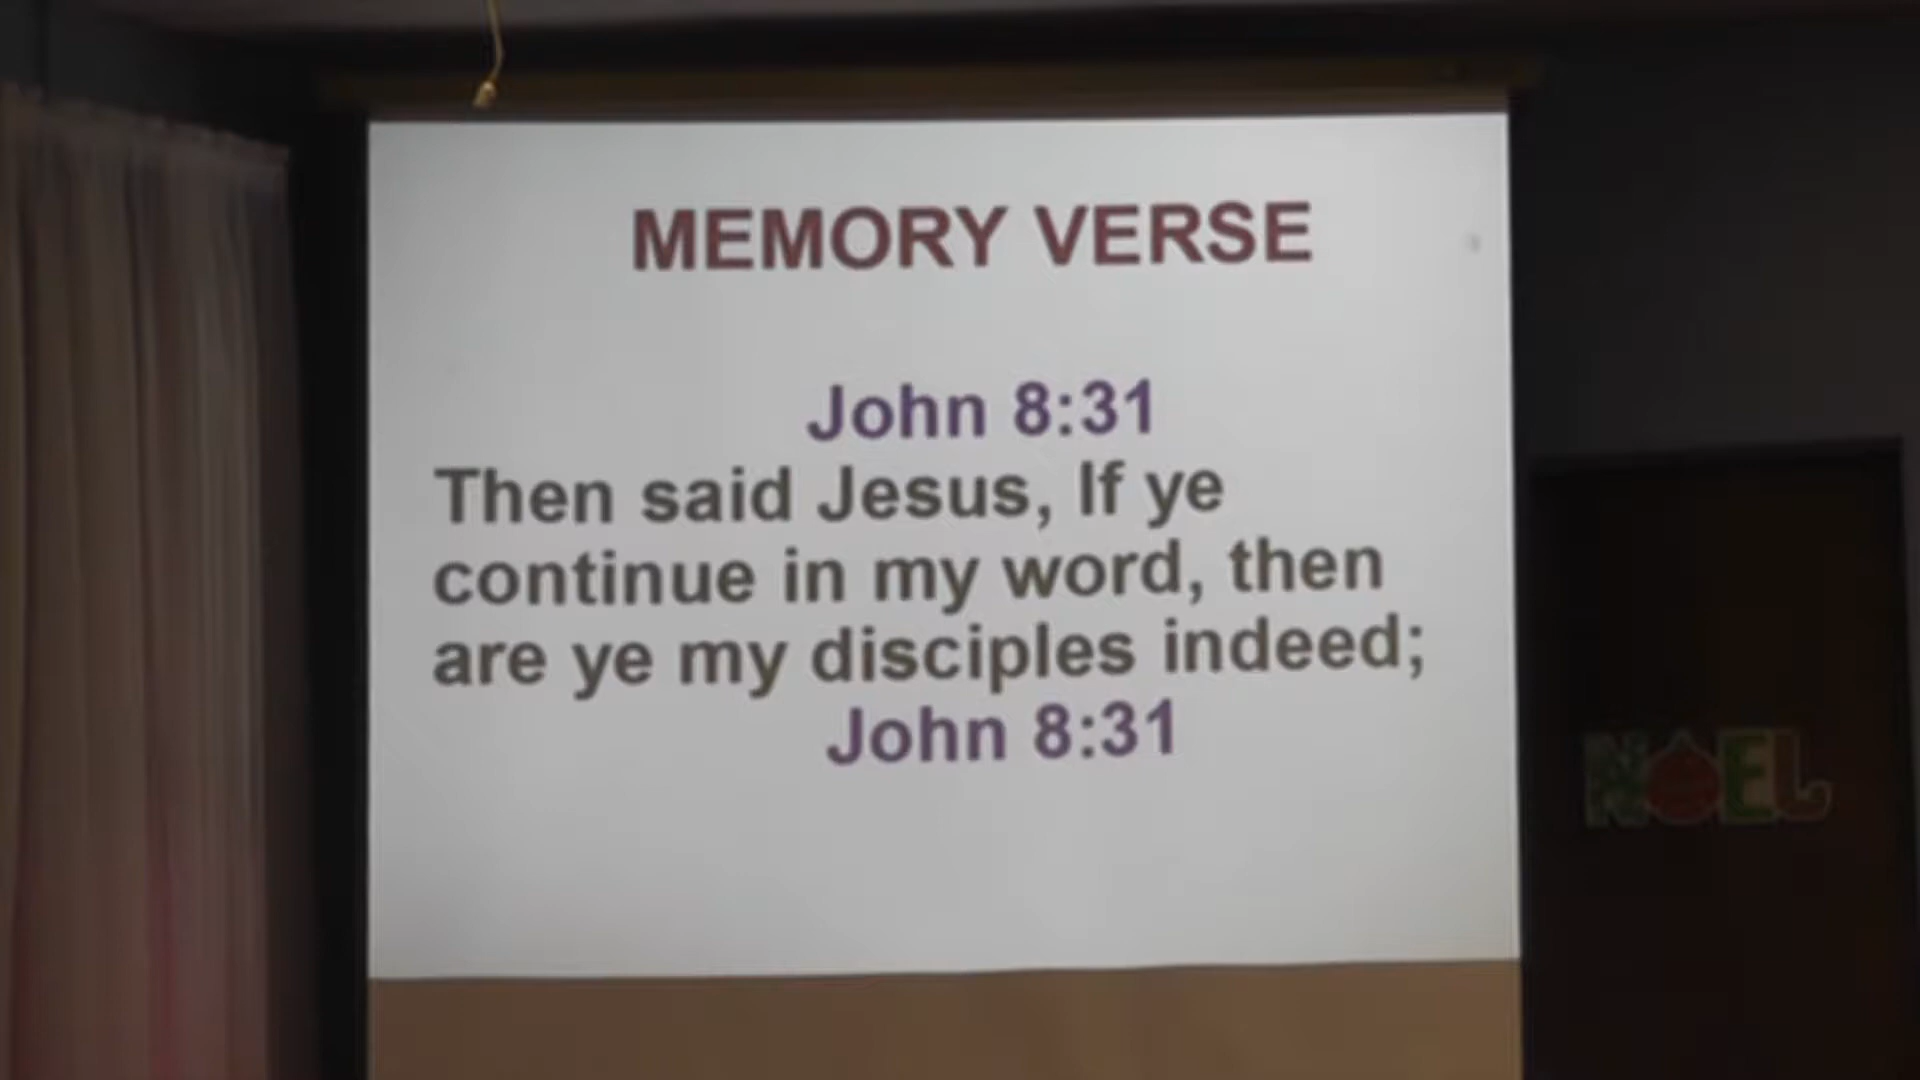 MEMORY VERSE
John 8:31
Then said Jesus, If ye
continue in my word, then
are ye my disciples indeed;
John 8:31
NOEL